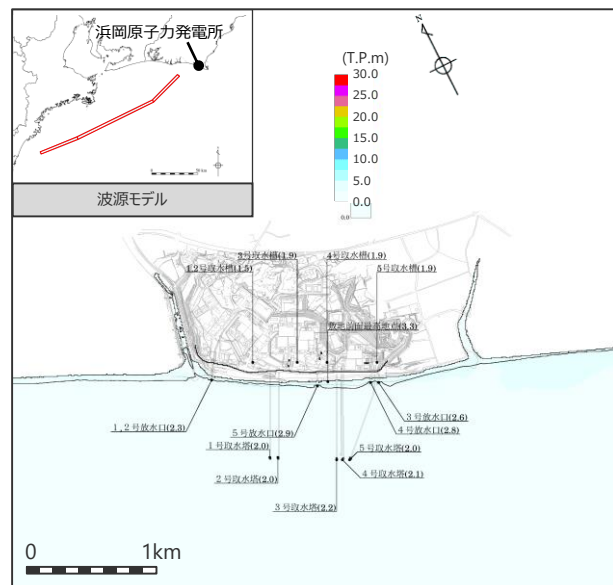 浜岡原子力発電所
波源モデル
(T.P.m)
30.0
25.0
20.0
15.0
10.0
5.0
0.0
N
3号取水槽(1.9)
4号取水槽(1.9)
1,2号取水槽(1.5)
5号取水槽(1.9)
敷地前面最高地点(3.3)
1,2号放水口(2.3)
5号放水口(2.9)
3号放水口(2.6)
4号放水口(2.8)
1号取水塔(2.0)
5号取水塔(2.0)
2号取水塔(2.0)
4号取水塔(2.1)
3号取水塔(2.2)
0 1km